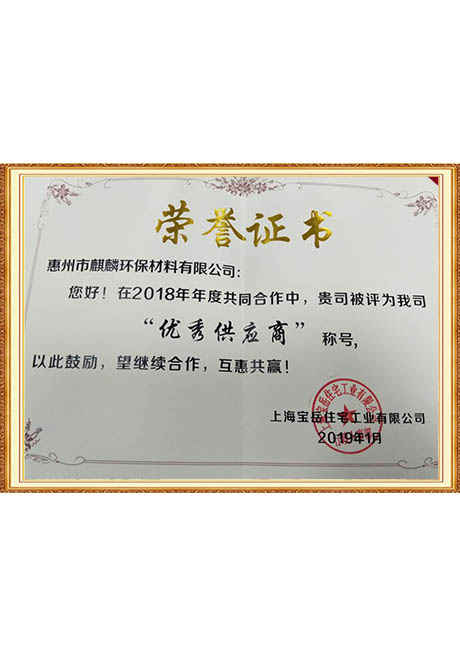 荣誉证书
惠州市麒麟环保材料有限公司:
您好！在2018年年度共同合作中，贵司被评为我司
“优秀供应商”称号，
以此鼓励，望继续合作，互惠共赢！
上海宝岳住宅工业有限公司
2019年1月